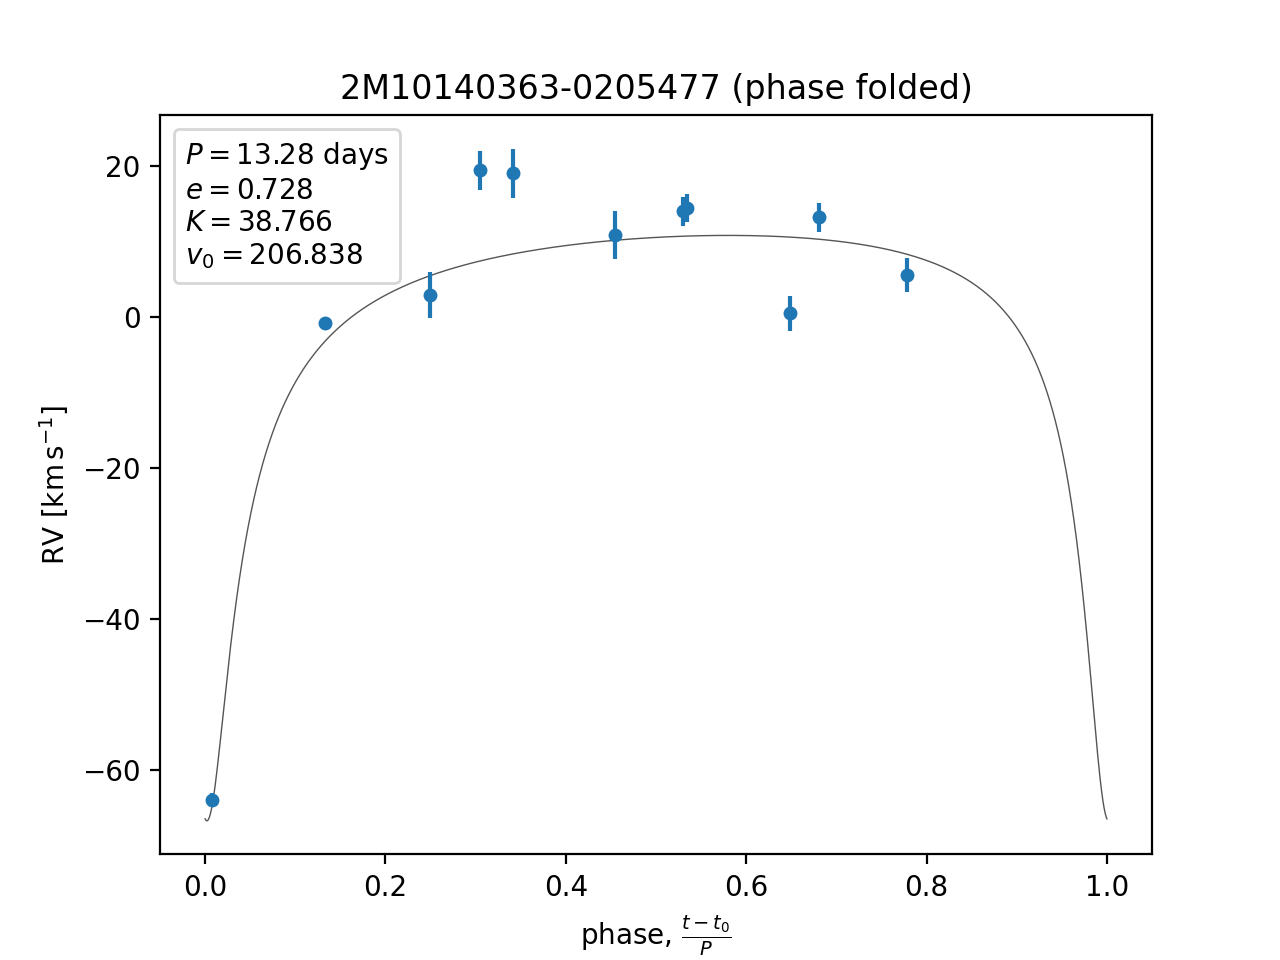 2M10140363-0205477 (phase folded)
P = 13.28 days
e = 0.728
K = 38.766
v₀ = 206.838
20
0
−20
−40
−60
RV [km s⁻¹]
0.0 0.2 0.4 0.6 0.8 1.0
phase, (t − t₀)/P